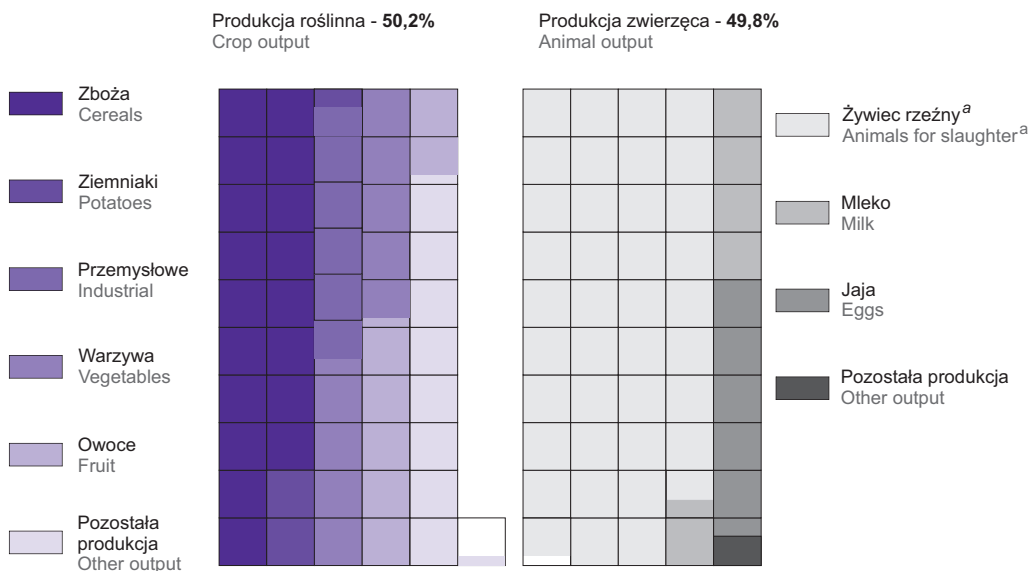 Produkcja roślinna - 50,2%
Crop output
Produkcja zwierzęca - 49,8%
Animal output
Zboża
Cereals
Ziemniaki
Potatoes
Przemysłowe
Industrial
Warzywa
Vegetables
Owoce
Fruit
Pozostała
produkcja
Other output
Żywiec rzeźny a
Animals for slaughter a
Mleko
Milk
Jaja
Eggs
Pozostała produkcja
Other output